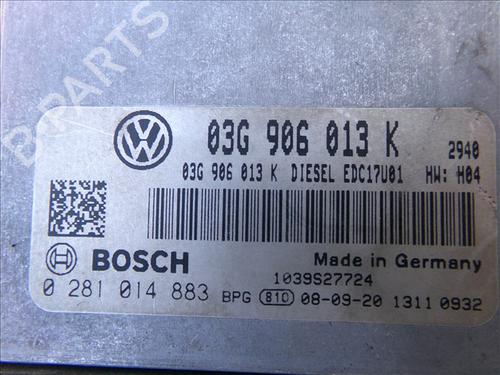 B-PARTS
03G 906 013 K 2940
03G 906 013 K DIESEL EDC17U01 HW: H04
BOSCH Made in Germany
1039S27724
0 281 014 883 BPG 810 08-09-20 1311 0932